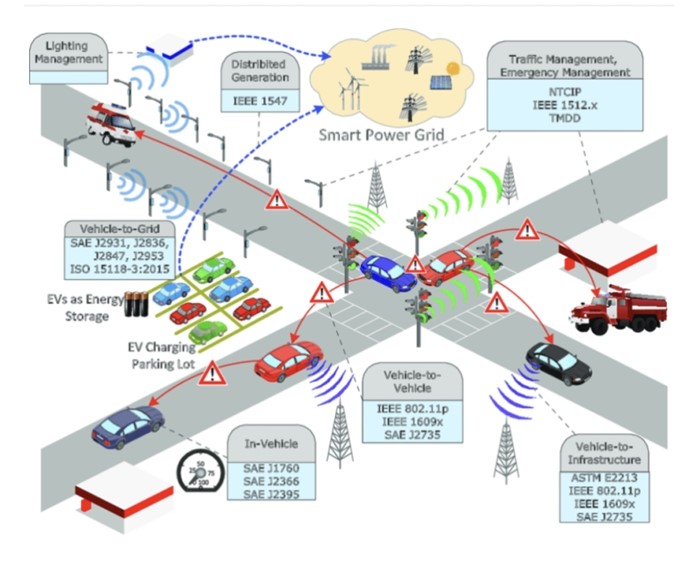 Lighting
Management
Distribited
Generation
IEEE 1547
Smart Power Grid
Traffic Management,
Emergency Management
NTCIP
IEEE 1512.x
TMDD
Vehicle-to-Grid
SAE J2931, J2836,
J2847, J2953
ISO 15118-3:2015
EVs as Energy
Storage
EV Charging
Parking Lot
Vehicle-to-
Vehicle
IEEE 802.11p
IEEE 1609x
SAE J2735
In-Vehicle
SAE J1760
SAE J2366
SAE J2395
50
25 75
0 100
Vehicle-to-
Infrastructure
ASTM E2213
IEEE 802.11p
IEEE 1609x
SAE J2735